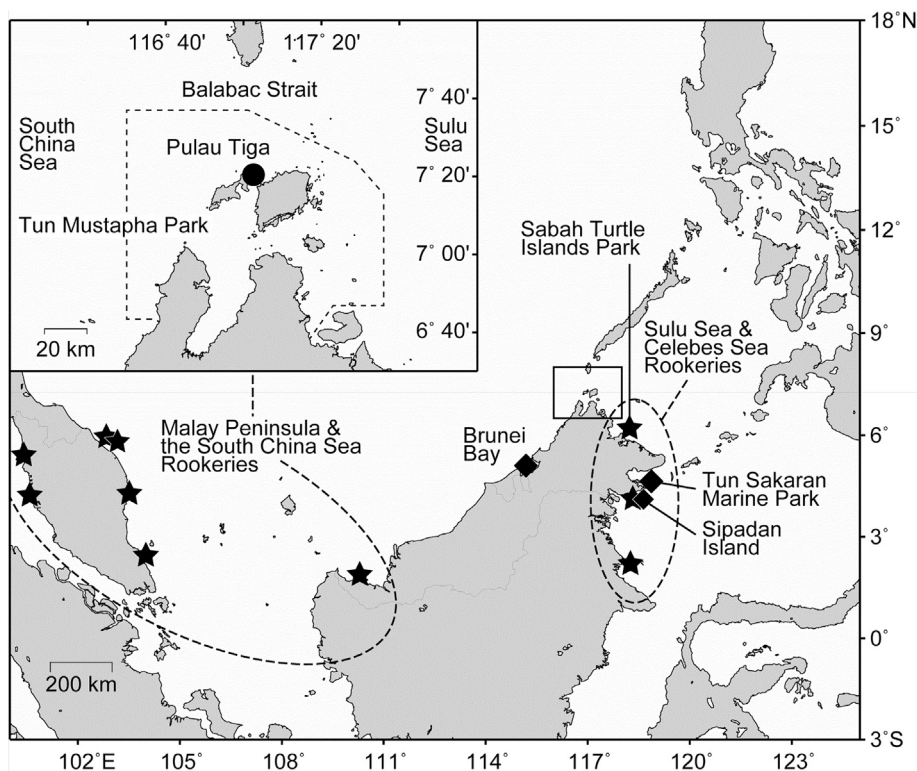 18˚N
116˚ 40'
117˚ 20'
Balabac Strait
7˚ 40'
South
China
Sea
Sulu
Sea
15˚
Pulau Tiga
7˚ 20'
Tun Mustapha Park
7˚ 00'
Sabah Turtle
Islands Park
12˚
6˚ 40'
20 km
Sulu Sea &
Celebes Sea
Rookeries
9˚
Malay Peninsula &
the South China Sea
Rookeries
Brunei
Bay
6˚
Tun Sakaran
Marine Park
Sipadan
Island
3˚
0˚
200 km
3˚S
102˚E
105˚
108˚
111˚
114˚
117˚
120˚
123˚